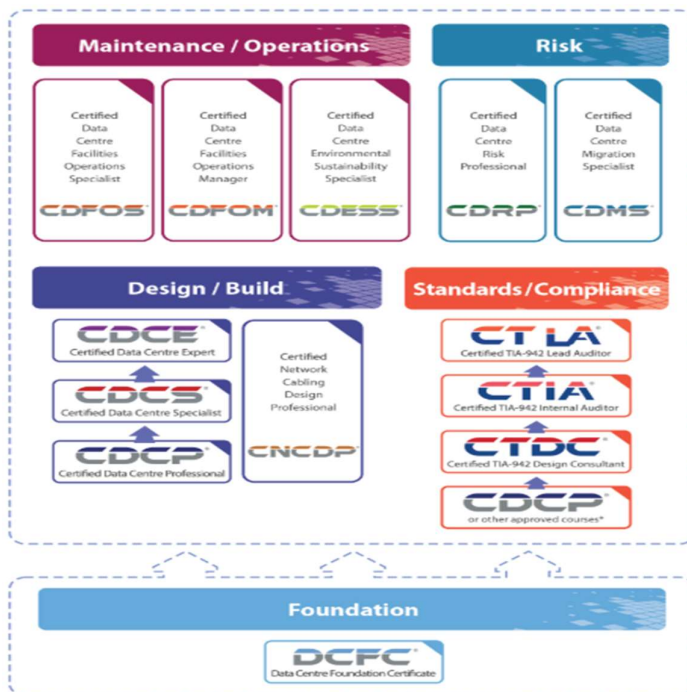 Maintenance / Operations
Certified
Data
Centre
Facilities
Operations
Specialist
CDFOS®
Certified
Data
Centre
Facilities
Operations
Manager
CDFOM®
Certified
Data
Centre
Environmental
Sustainability
Specialist
CDESS®
Risk
Certified
Data
Centre
Risk
Professional
CDRP®
Certified
Data
Centre
Migration
Specialist
CDMS®
Design / Build
CDCE®
Certified Data Centre Expert
CDCS®
Certified Data Centre Specialist
CDCP®
Certified Data Centre Professional
Certified
Network
Cabling
Design
Professional
CNCDP®
Standards/Compliance
CTLA®
Certified TIA-942 Lead Auditor
CTIA®
Certified TIA-942 Internal Auditor
CTDC®
Certified TIA-942 Design Consultant
CDCP®
or other approved courses*
Foundation
DCFC®
Data Centre Foundation Certificate